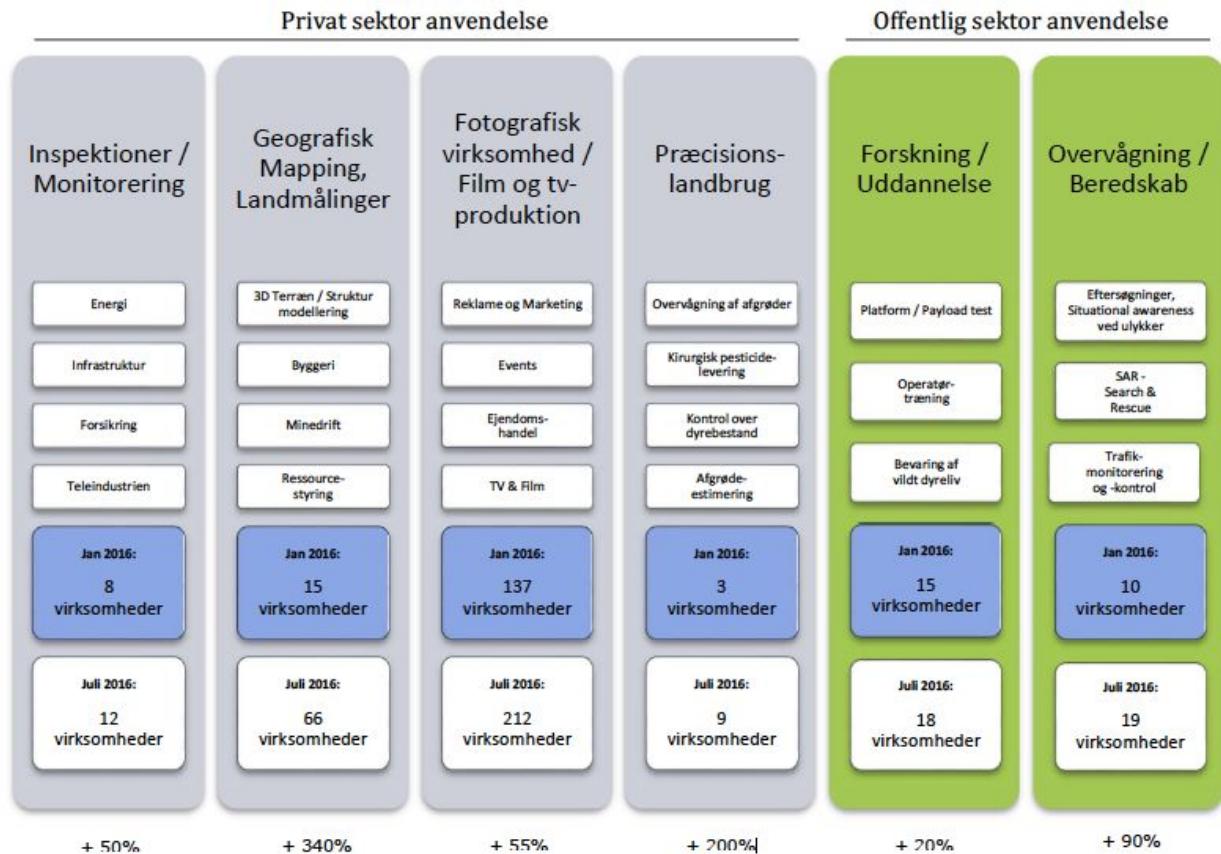 Privat sektor anvendelse
Offentlig sektor anvendelse
Inspektioner /
Monitorering
Energi
Infrastruktur
Forsikring
Teleindustrien
Jan 2016:
8
virksomheder
Juli 2016:
12
virksomheder
+ 50%
Geografisk
Mapping,
Landmålinger
3D Terræn / Struktur
modellering
Byggeri
Minedrift
Ressource-
styring
Jan 2016:
15
virksomheder
Juli 2016:
66
virksomheder
+ 340%
Fotografisk
virksomhed /
Film og tv-
produktion
Reklame og Marketing
Events
Ejendoms-
handel
TV & Film
Jan 2016:
137
virksomheder
Juli 2016:
212
virksomheder
+ 55%
Præcisions-
landbrug
Overvågning af afgrøder
Kirurgisk pesticide-
levering
Kontrol over
dyrebestand
Afgrøde-
estimering
Jan 2016:
3
virksomheder
Juli 2016:
9
virksomheder
+ 200%
Forskning /
Uddannelse
Platform / Payload test
Operatør-
træning
Bevaring af
vildt dyreliv
Jan 2016:
15
virksomheder
Juli 2016:
18
virksomheder
+ 20%
Overvågning /
Beredskab
Eftersøgninger,
Situational awareness
ved ulykker
SAR -
Search &
Rescue
Trafik-
monitorering
og -kontrol
Jan 2016:
10
virksomheder
Juli 2016:
19
virksomheder
+ 90%